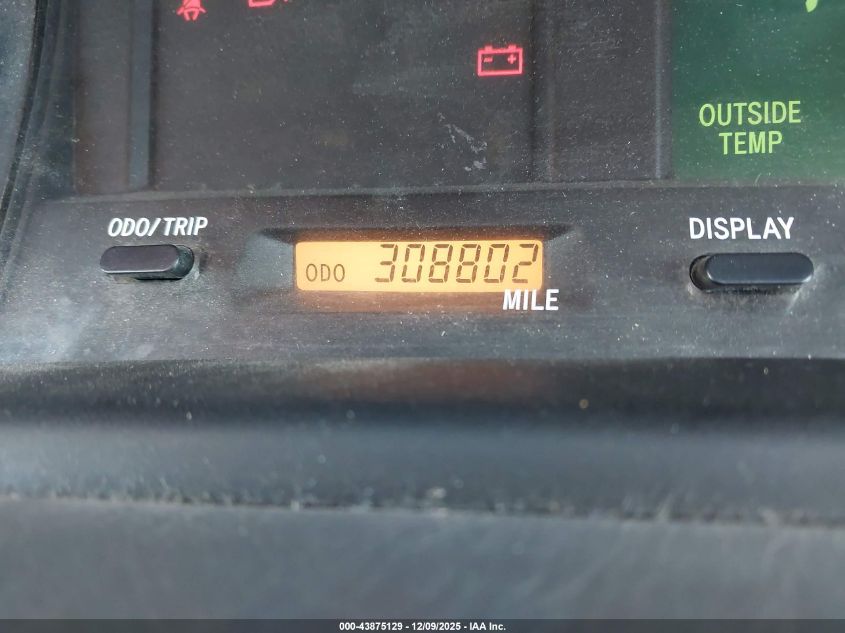 OUTSIDE
TEMP
ODO/TRIP
DISPLAY
ODO 308802
MILE
000-43875129 - 12/09/2025 - IAA Inc.